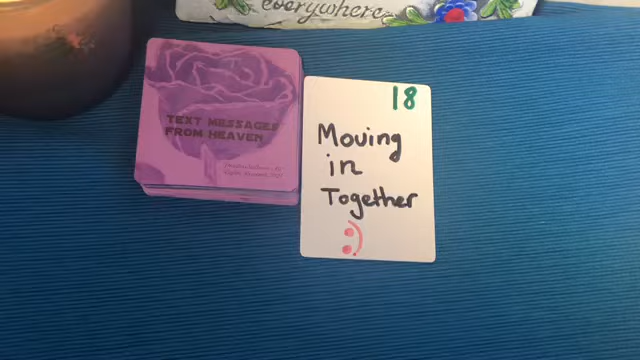 everywhere
TEXT MESSAGES
FROM HEAVEN
18
Moving
in
Together